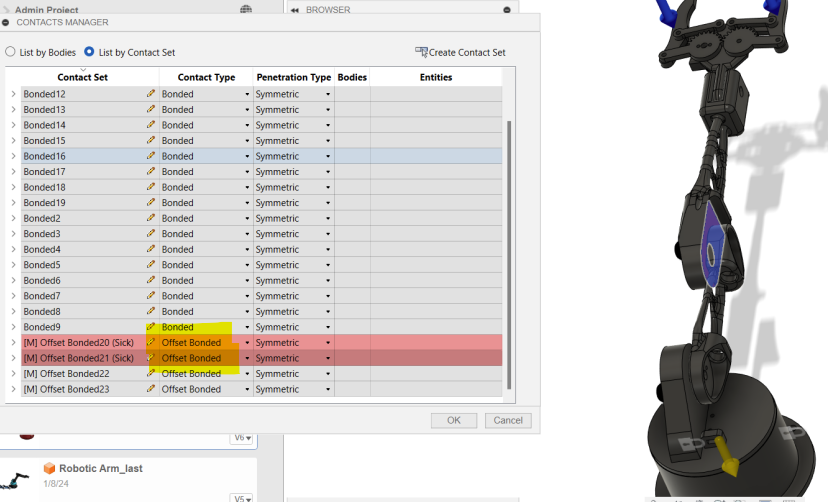 Admin Project
BROWSER
CONTACTS MANAGER
List by Bodies List by Contact Set Create Contact Set
Contact Set Contact Type Penetration Type Bodies Entities
Bonded12 Bonded Symmetric
Bonded13 Bonded Symmetric
Bonded14 Bonded Symmetric
Bonded15 Bonded Symmetric
Bonded16 Bonded Symmetric
Bonded17 Bonded Symmetric
Bonded18 Bonded Symmetric
Bonded19 Bonded Symmetric
Bonded2 Bonded Symmetric
Bonded3 Bonded Symmetric
Bonded4 Bonded Symmetric
Bonded5 Bonded Symmetric
Bonded6 Bonded Symmetric
Bonded7 Bonded Symmetric
Bonded8 Bonded Symmetric
Bonded9 Bonded Symmetric
[M] Offset Bonded20 (Sick) Offset Bonded Symmetric
[M] Offset Bonded21 (Sick) Offset Bonded Symmetric
[M] Offset Bonded22 Offset Bonded Symmetric
[M] Offset Bonded23 Offset Bonded Symmetric
OK Cancel
V6
Robotic Arm_last
1/8/24
V5